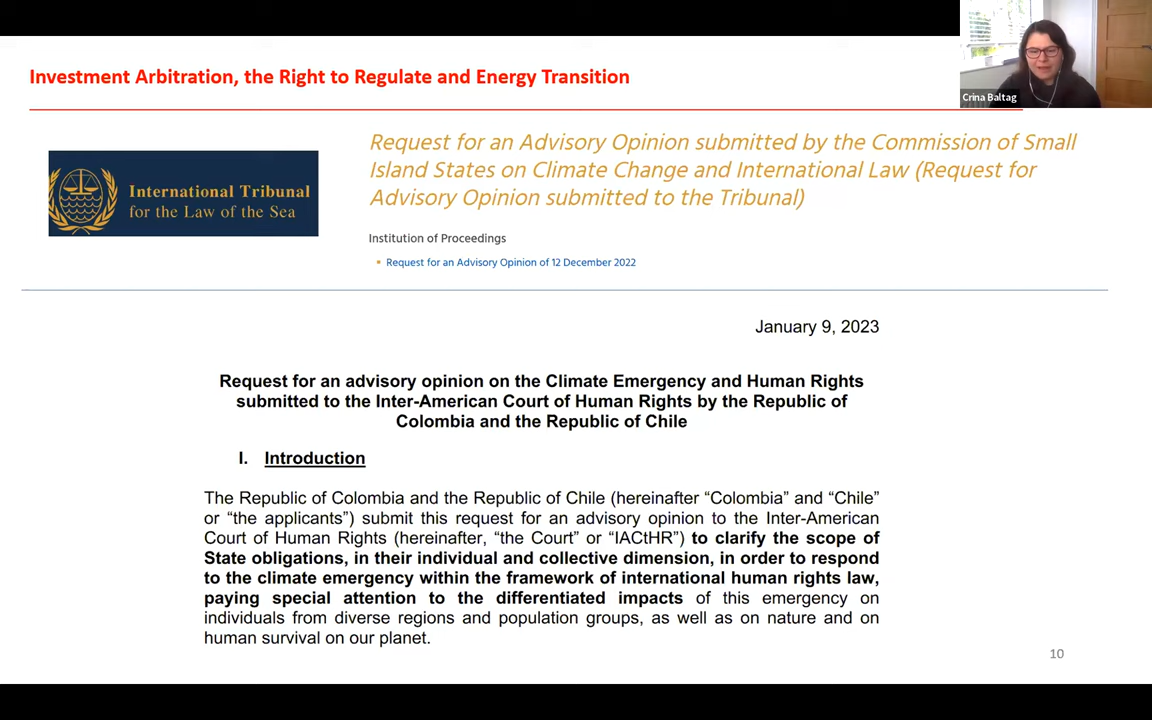 Investment Arbitration, the Right to Regulate and Energy Transition
Crina Baltag
International Tribunal
for the Law of the Sea
Request for an Advisory Opinion submitted by the Commission of Small
Island States on Climate Change and International Law (Request for
Advisory Opinion submitted to the Tribunal)
Institution of Proceedings
▪ Request for an Advisory Opinion of 12 December 2022
January 9, 2023
Request for an advisory opinion on the Climate Emergency and Human Rights
submitted to the Inter-American Court of Human Rights by the Republic of
Colombia and the Republic of Chile
I. Introduction
The Republic of Colombia and the Republic of Chile (hereinafter “Colombia” and “Chile”
or “the applicants”) submit this request for an advisory opinion to the Inter-American
Court of Human Rights (hereinafter, “the Court” or “IACtHR”) to clarify the scope of
State obligations, in their individual and collective dimension, in order to respond
to the climate emergency within the framework of international human rights law,
paying special attention to the differentiated impacts of this emergency on
individuals from diverse regions and population groups, as well as on nature and on
human survival on our planet.
10